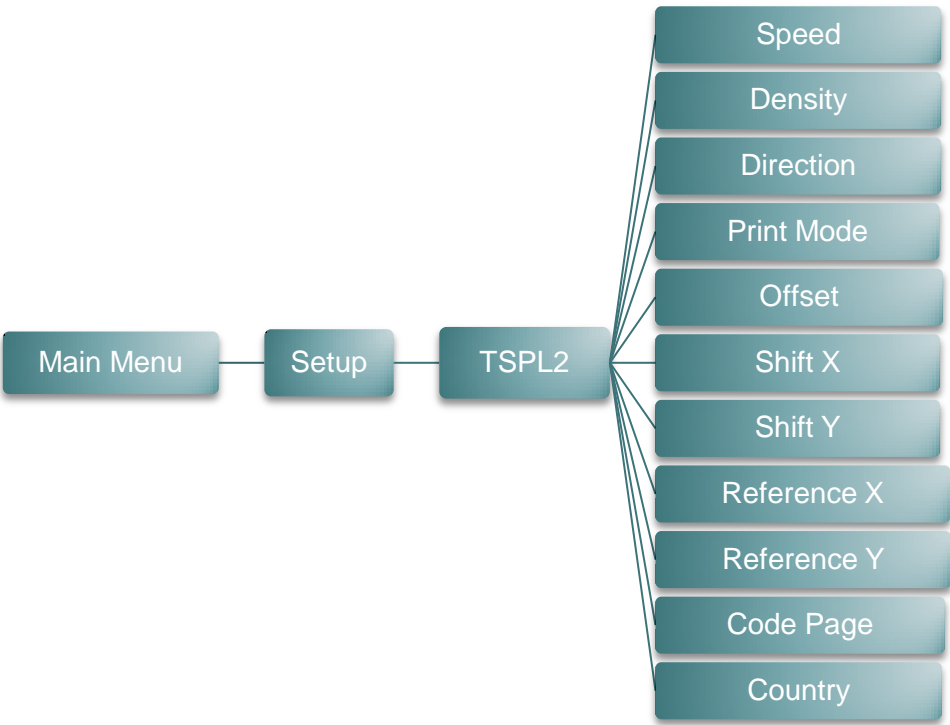 Main Menu
Setup
TSPL2
Speed
Density
Direction
Print Mode
Offset
Shift X
Shift Y
Reference X
Reference Y
Code Page
Country